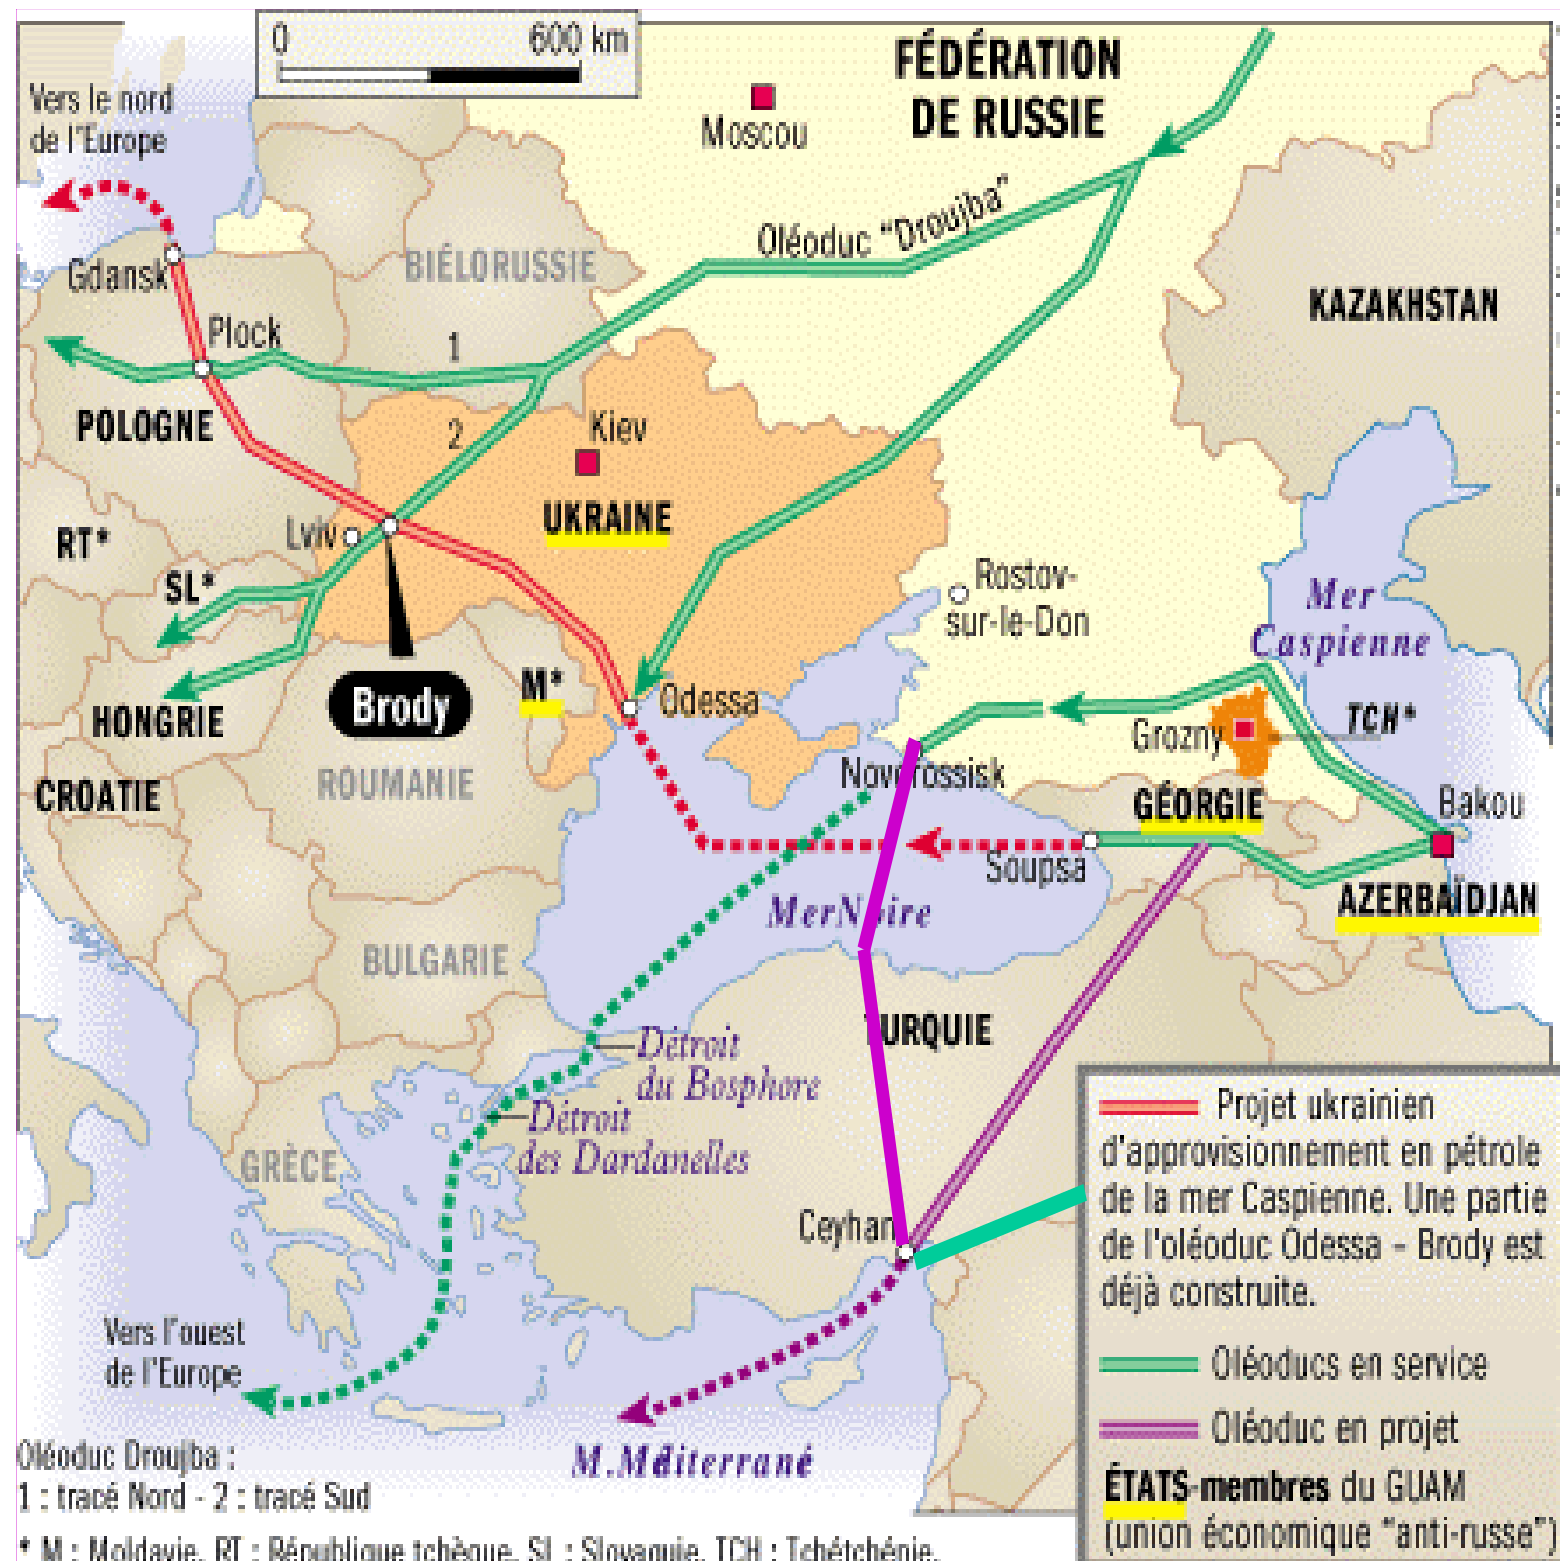 0 600 km
FÉDÉRATION
DE RUSSIE
Vers le nord
de l'Europe
Moscou
Oléoduc "Droujba"
Gdansk
BIÉLORUSSIE
KAZAKHSTAN
Plock
1
POLOGNE
2
Kiev
UKRAINE
RT*
Lviv
SL*
Rostov-
sur-le-Don
Mer
Caspienne
M*
Odessa
Brody
HONGRIE
TCH*
Grozny
Novorossisk
CROATIE
ROUMANIE
GÉORGIE
Bakou
Soupsa
AZERBAÏDJAN
MerNoire
BULGARIE
TURQUIE
Détroit
du Bosphore
Détroit
des Dardanelles
GRÈCE
Ceyhan
Vers l'ouest
de l'Europe
M.Méditerrané
Projet ukrainien
d'approvisionnement en pétrole
de la mer Caspienne. Une partie
de l'oléoduc Odessa - Brody est
déjà construite.
Oléoducs en service
Oléoduc en projet
ÉTATS-membres du GUAM
(union économique "anti-russe")
Oléoduc Droujba :
1 : tracé Nord - 2 : tracé Sud
* M : Moldavie, RT : République tchèque, SL : Slovaquie, TCH : Tchétchénie.